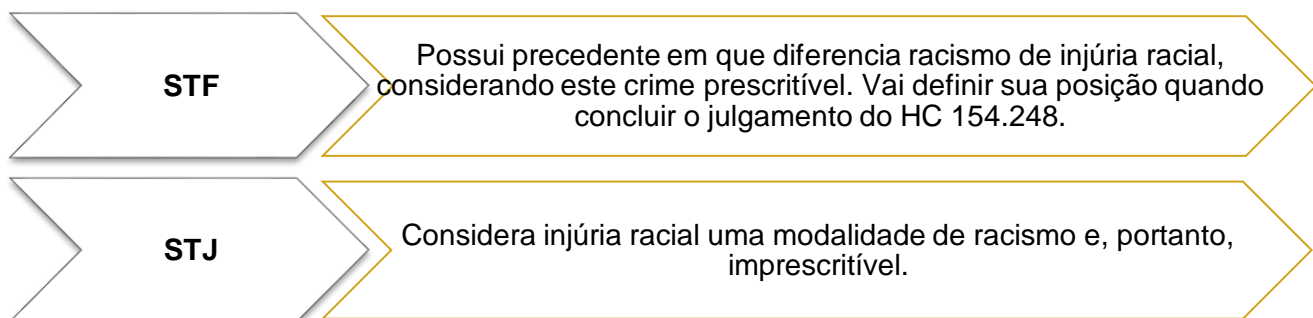 STF
Possui precedente em que diferencia racismo de injúria racial,
considerando este crime prescritível. Vai definir sua posição quando
concluir o julgamento do HC 154.248.
STJ
Considera injúria racial uma modalidade de racismo e, portanto,
imprescritível.